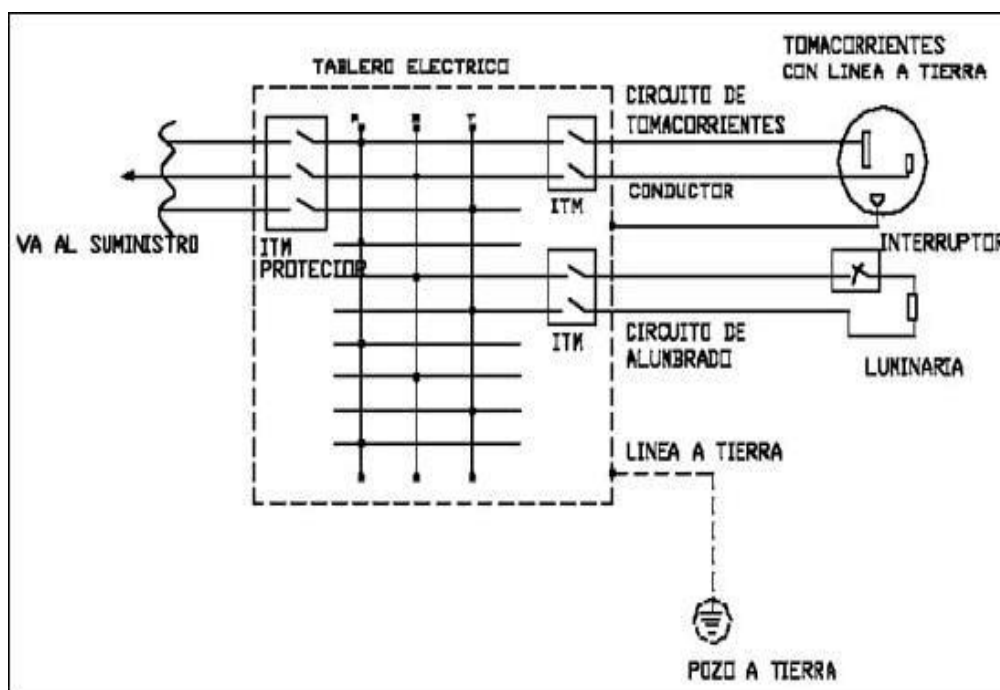 TABLERO ELECTRICO
TOMACORRIENTES
CON LINEA A TIERRA
CIRCUITO DE
TOMACORRIENTES
CONDUCTOR
ITM
VA AL SUMINISTRO
ITM
PROTECTOR
INTERRUPTOR
ITM
CIRCUITO DE
ALUMBRADO
LUMINARIA
LINEA A TIERRA
POZO A TIERRA